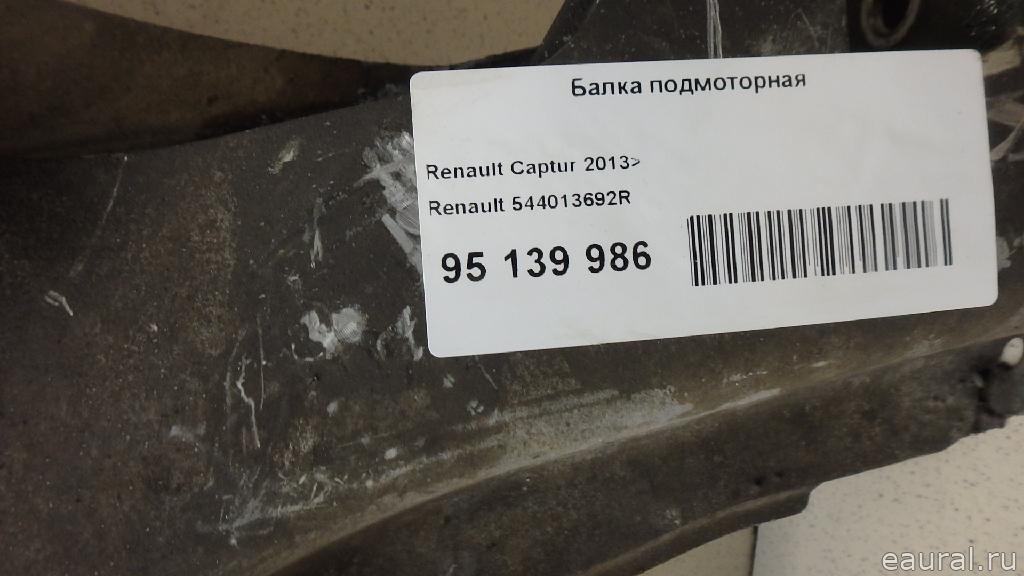 Балка подмоторная
Renault Captur 2013>
Renault 544013692R
95 139 986
eaural.ru